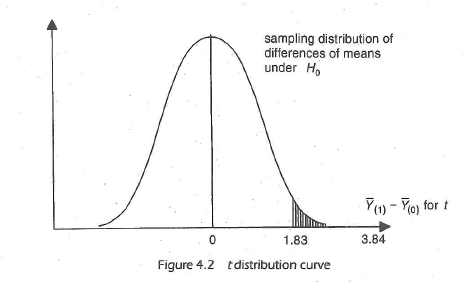 sampling distribution of
differences of means
under H₀
Ȳ(1) − Ȳ(0) for t
0 1.83 3.84
Figure 4.2 t distribution curve